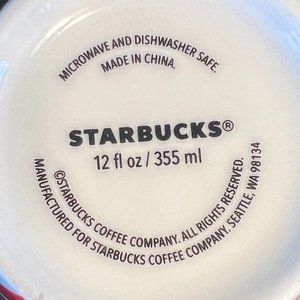 MICROWAVE AND DISHWASHER SAFE.
MADE IN CHINA.
STARBUCKS®
12 fl oz / 355 ml
©STARBUCKS COFFEE COMPANY. ALL RIGHTS RESERVED.
MANUFACTURED FOR STARBUCKS COFFEE COMPANY. SEATTLE, WA 98134